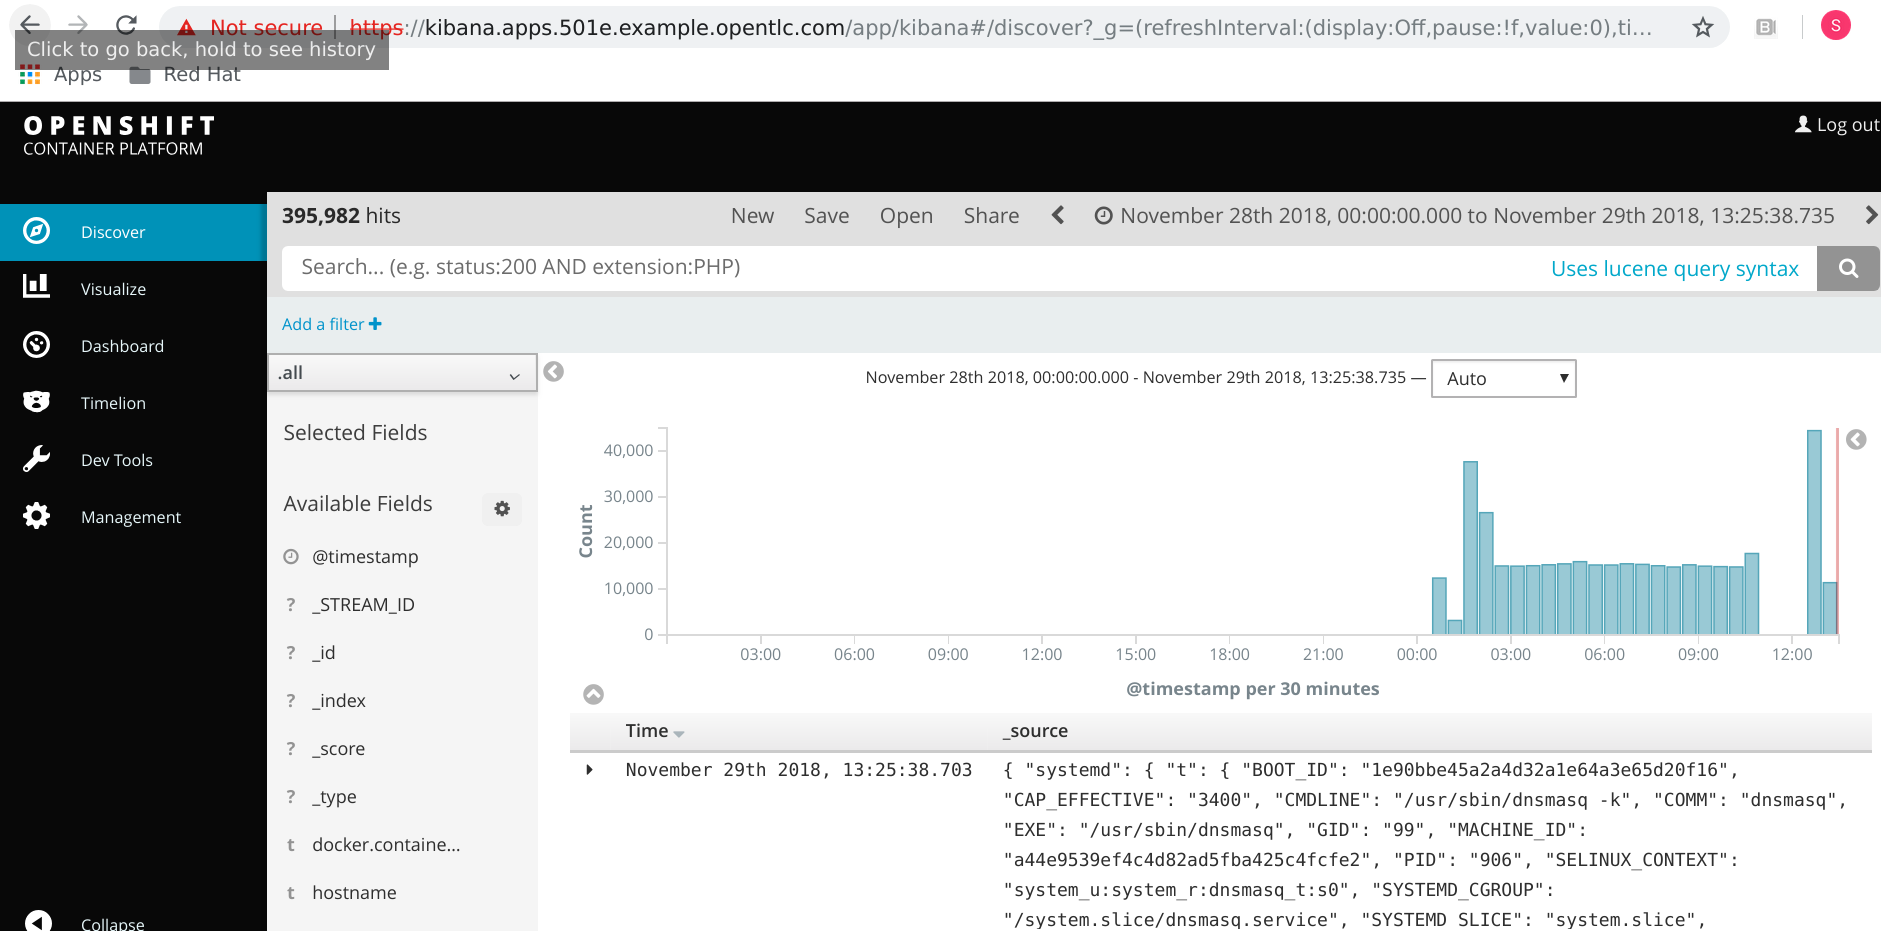 Not secure | https://kibana.apps.501e.example.opentlc.com/app/kibana#/discover?_g=(refreshInterval:(display:Off,pause:!f,value:0),ti...
S
Click to go back, hold to see history
Apps Red Hat
OPENSHIFT
CONTAINER PLATFORM
Log out
395,982 hits New Save Open Share November 28th 2018, 00:00:00.000 to November 29th 2018, 13:25:38.735
Search... (e.g. status:200 AND extension:PHP) Uses lucene query syntax
Add a filter
Discover
Visualize
Dashboard
Timelion
Dev Tools
Management
Collapse
.all
Selected Fields
Available Fields
@timestamp
? _STREAM_ID
? _id
? _index
? _score
? _type
t docker.containe...
t hostname
November 28th 2018, 00:00:00.000 - November 29th 2018, 13:25:38.735 — Auto
Count
40,000
30,000
20,000
10,000
0
03:00 06:00 09:00 12:00 15:00 18:00 21:00 00:00 03:00 06:00 09:00 12:00
@timestamp per 30 minutes
Time _source
November 29th 2018, 13:25:38.703 { "systemd": { "t": { "BOOT_ID": "1e90bbe45a2a4d32a1e64a3e65d20f16",
"CAP_EFFECTIVE": "3400", "CMDLINE": "/usr/sbin/dnsmasq -k", "COMM": "dnsmasq",
"EXE": "/usr/sbin/dnsmasq", "GID": "99", "MACHINE_ID":
"a44e9539ef4c4d82ad5fba425c4fcfe2", "PID": "906", "SELINUX_CONTEXT":
"system_u:system_r:dnsmasq_t:s0", "SYSTEMD_CGROUP":
"/system.slice/dnsmasq.service", "SYSTEMD_SLICE": "system.slice",